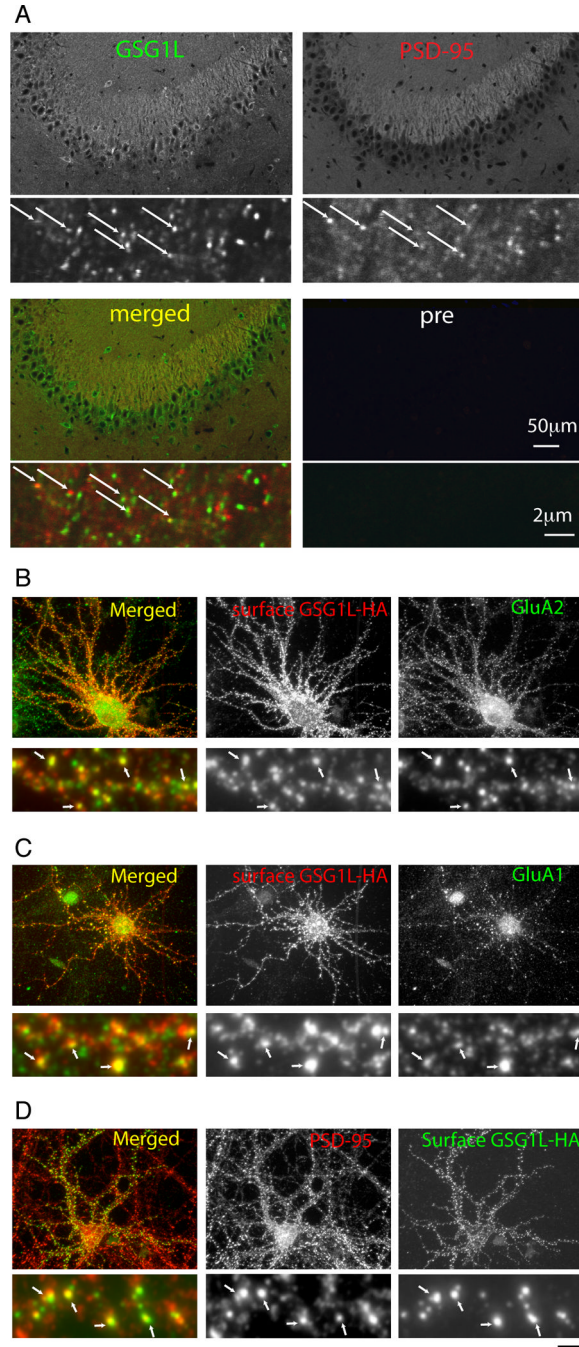 A
GSG1L
PSD-95
merged
pre
50μm
2μm
B
Merged
surface GSG1L-HA
GluA2
C
Merged
surface GSG1L-HA
GluA1
D
Merged
PSD-95
Surface GSG1L-HA